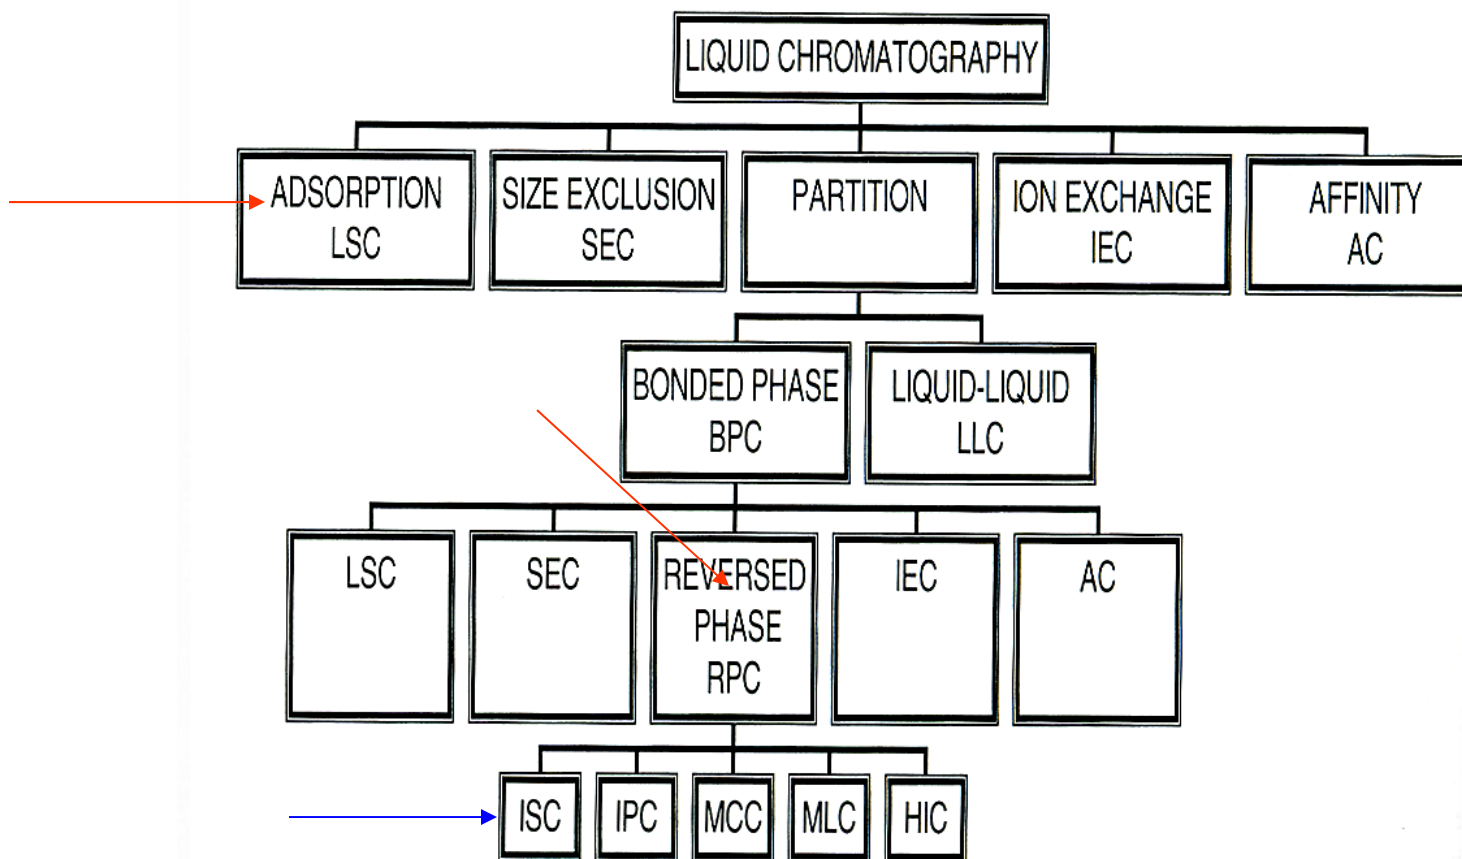 LIQUID CHROMATOGRAPHY
ADSORPTION
LSC
SIZE EXCLUSION
SEC
PARTITION
ION EXCHANGE
IEC
AFFINITY
AC
BONDED PHASE
BPC
LIQUID-LIQUID
LLC
LSC
SEC
REVERSED
PHASE
RPC
IEC
AC
ISC
IPC
MCC
MLC
HIC